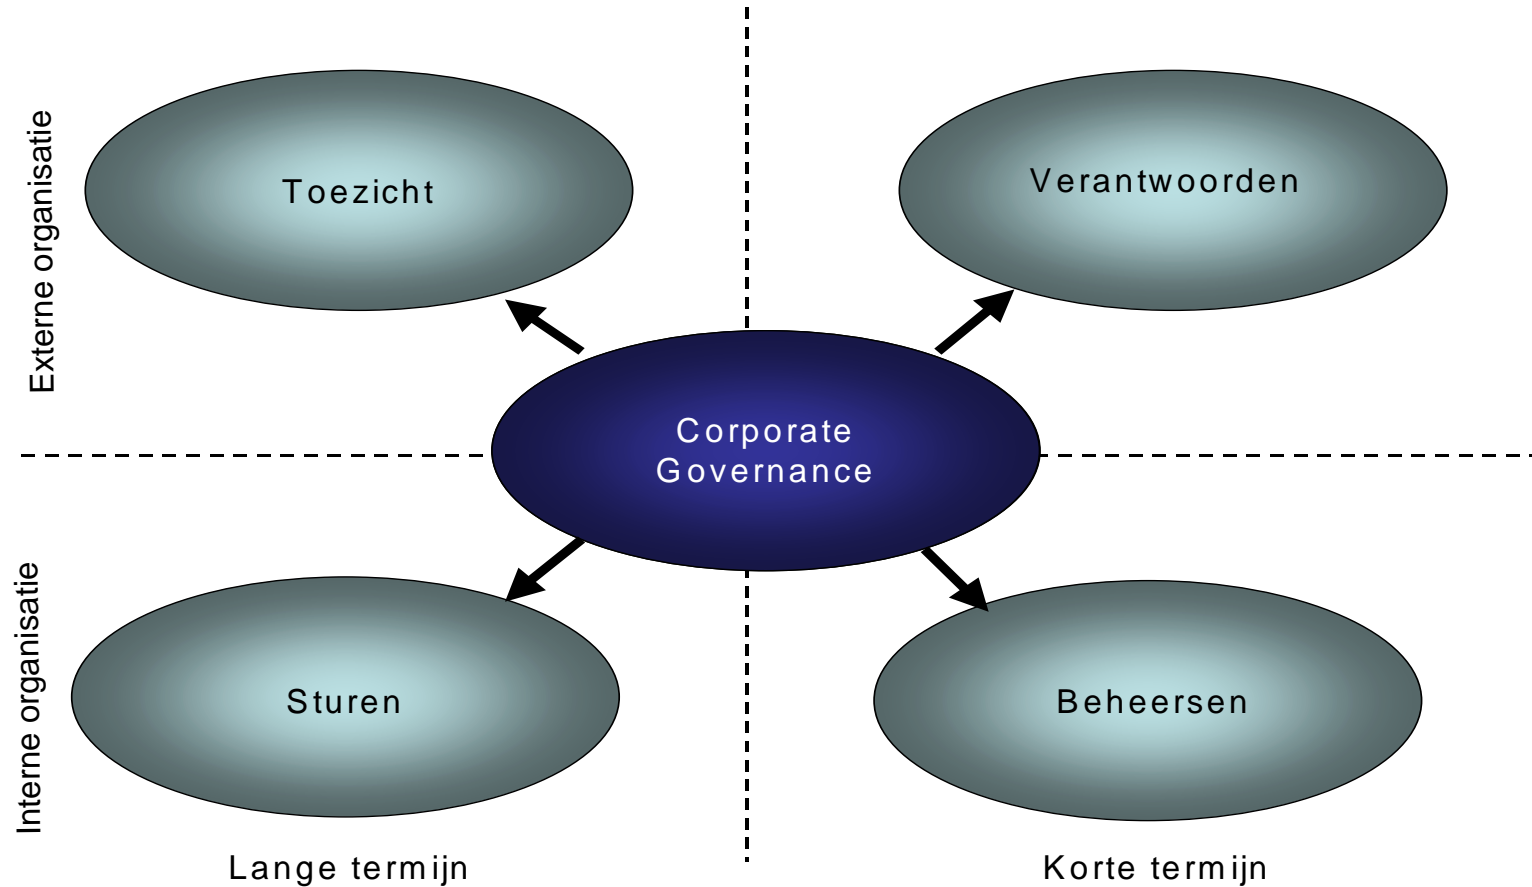 Externe organisatie
Toezicht
Verantwoorden
Corporate
Governance
Interne organisatie
Sturen
Beheersen
Lange termijn
Korte termijn